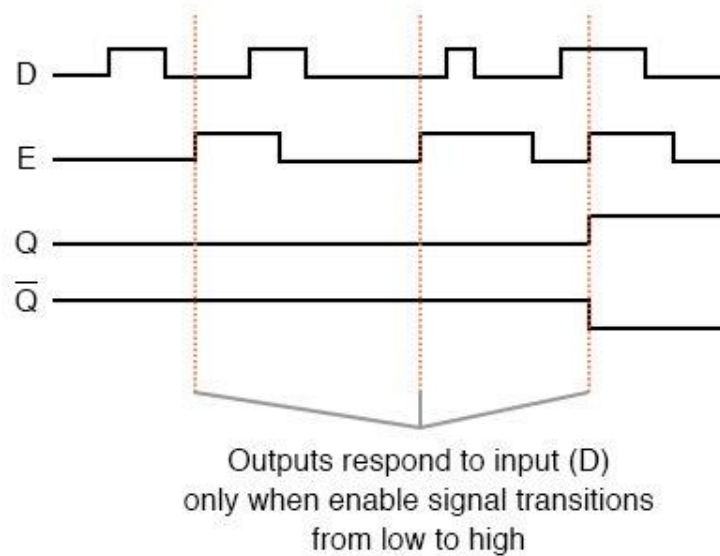 D
E
Q
Q̅
Outputs respond to input (D)
only when enable signal transitions
from low to high